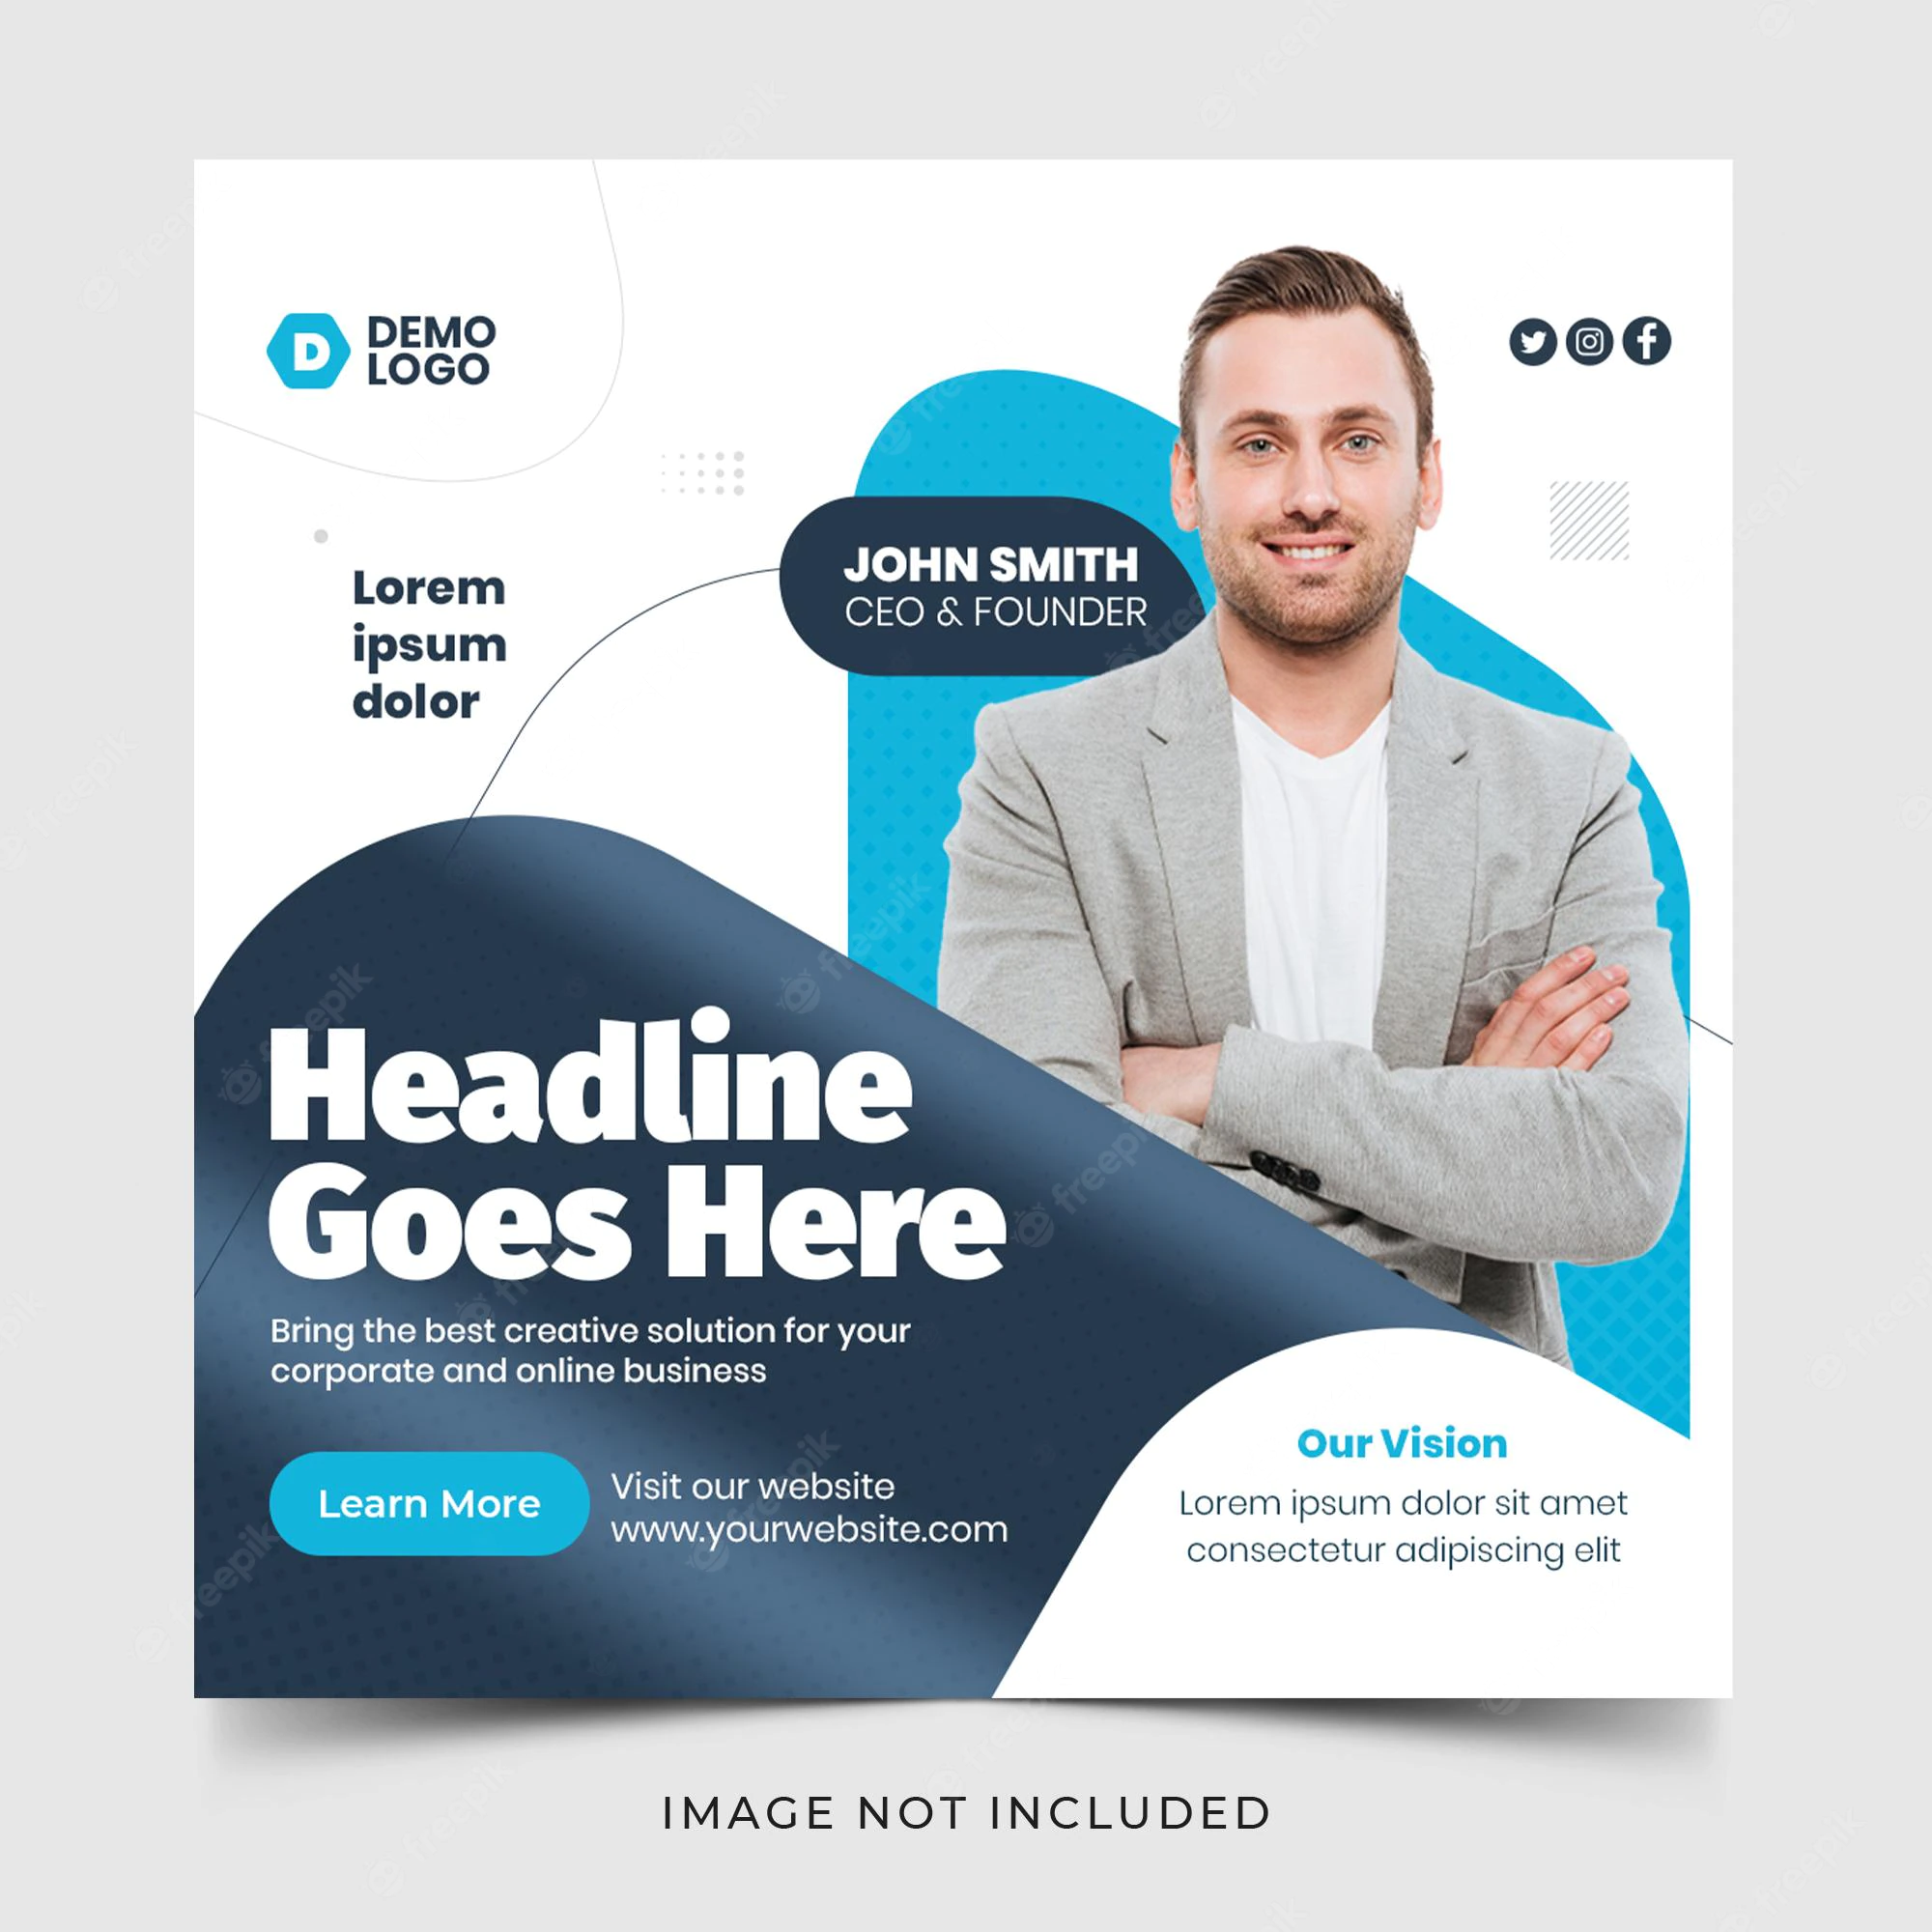 DEMO
LOGO
JOHN SMITH
CEO & FOUNDER
Lorem
ipsum
dolor
Headline
Goes Here
Bring the best creative solution for your
corporate and online business
Learn More
Visit our website
www.yourwebsite.com
Our Vision
Lorem ipsum dolor sit amet
consectetur adipiscing elit
IMAGE NOT INCLUDED
freepik